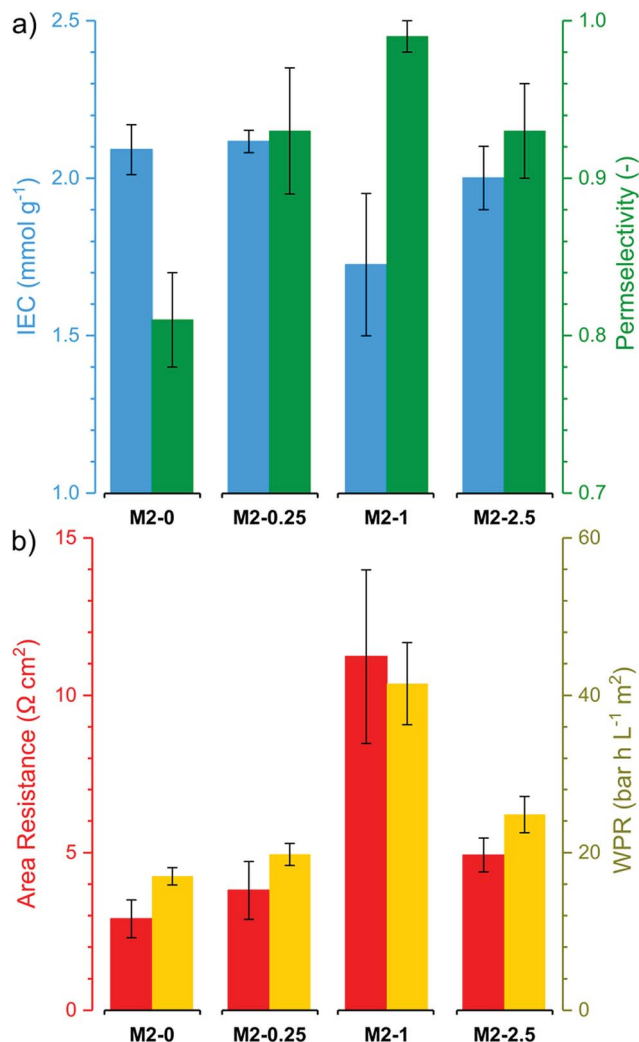 a)
IEC (mmol g⁻¹)
2.5
2.0
1.5
1.0
Permselectivity (-)
1.0
0.9
0.8
0.7
M2-0 M2-0.25 M2-1 M2-2.5
b)
Area Resistance (Ω cm²)
15
10
5
0
WPR (bar h L⁻¹ m²)
60
40
20
0
M2-0 M2-0.25 M2-1 M2-2.5